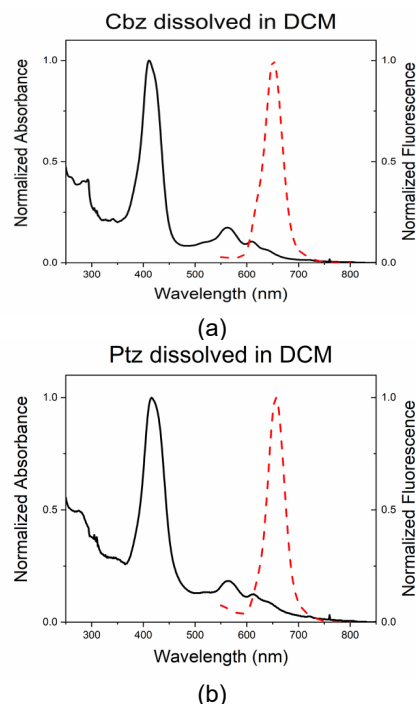 Cbz dissolved in DCM
Normalized Absorbance
Normalized Fluorescence
1.0
0.5
0.0
1.0
0.5
0.0
300 400 500 600 700 800
Wavelength (nm)
(a)
Ptz dissolved in DCM
Normalized Absorbance
Normalized Fluorescence
1.0
0.5
0.0
1.0
0.5
0.0
300 400 500 600 700 800
Wavelength (nm)
(b)